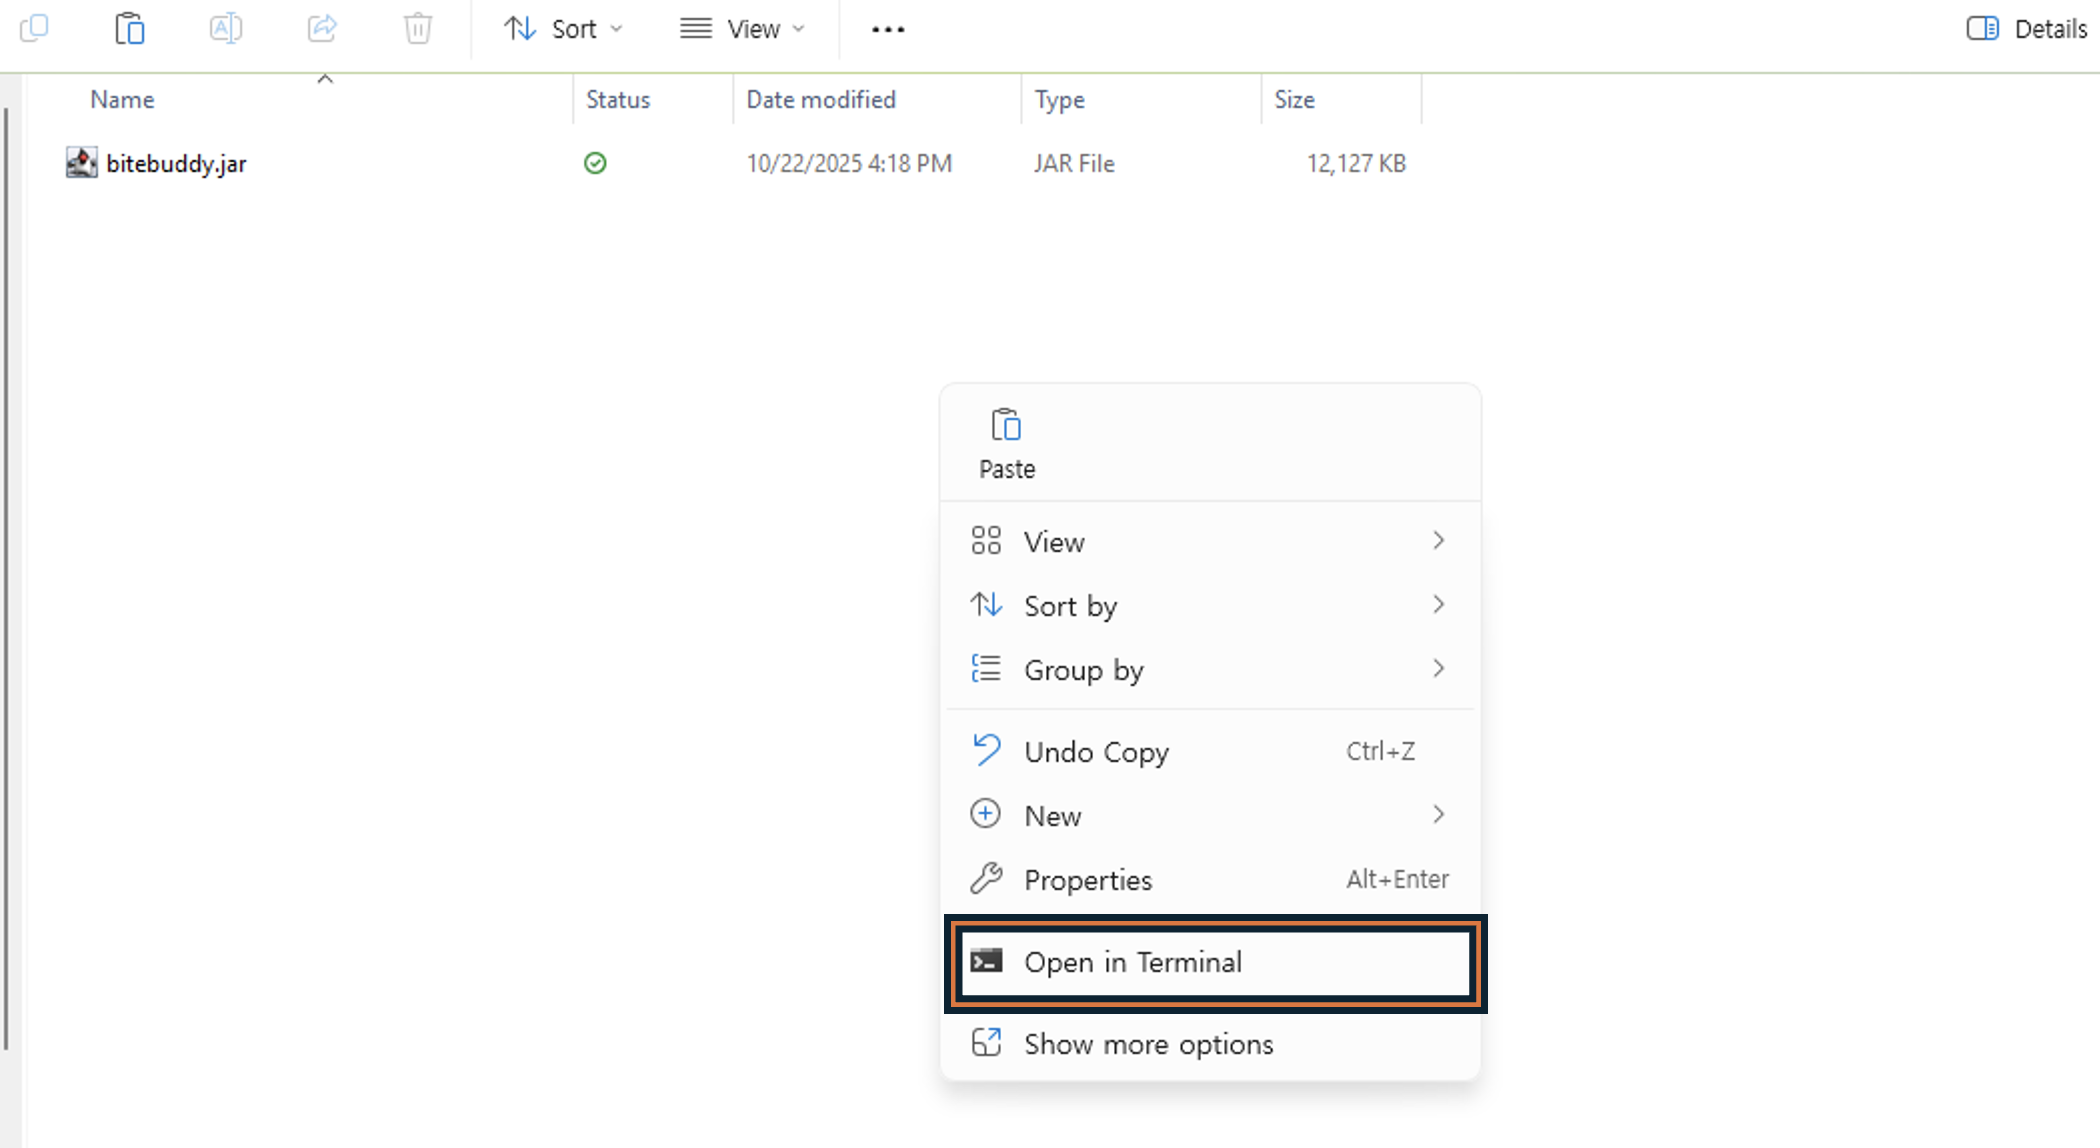 Sort View Details
Name Status Date modified Type Size
bitebuddy.jar 10/22/2025 4:18 PM JAR File 12,127 KB
Paste
View
Sort by
Group by
Undo Copy Ctrl+Z
New
Properties Alt+Enter
Open in Terminal
Show more options